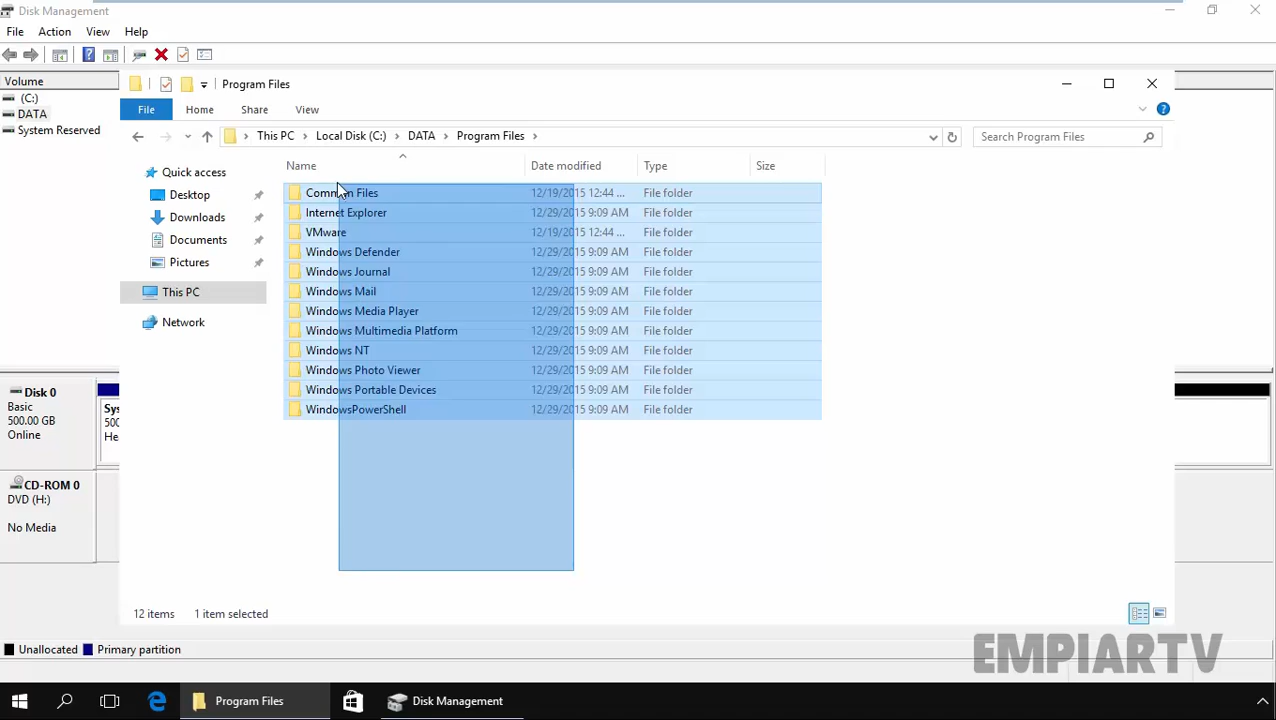 Disk Management
File Action View Help
Volume
(C:)
DATA
System Reserved
Program Files
File Home Share View
This PC Local Disk (C:) DATA Program Files
Search Program Files
Quick access
Desktop
Downloads
Documents
Pictures
This PC
Network
Name Date modified Type Size
Common Files 12/19/2015 12:44 ... File folder
Internet Explorer 12/29/2015 9:09 AM File folder
VMware 12/19/2015 12:44 ... File folder
Windows Defender 12/29/2015 9:09 AM File folder
Windows Journal 12/29/2015 9:09 AM File folder
Windows Mail 12/29/2015 9:09 AM File folder
Windows Media Player 12/29/2015 9:09 AM File folder
Windows Multimedia Platform 12/29/2015 9:09 AM File folder
Windows NT 12/29/2015 9:09 AM File folder
Windows Photo Viewer 12/29/2015 9:09 AM File folder
Windows Portable Devices 12/29/2015 9:09 AM File folder
WindowsPowerShell 12/29/2015 9:09 AM File folder
Disk 0
Basic
500.00 GB
Online
Sys
500
Hea
CD-ROM 0
DVD (H:)
No Media
12 items 1 item selected
Unallocated Primary partition
EMPIARTV
Program Files Disk Management